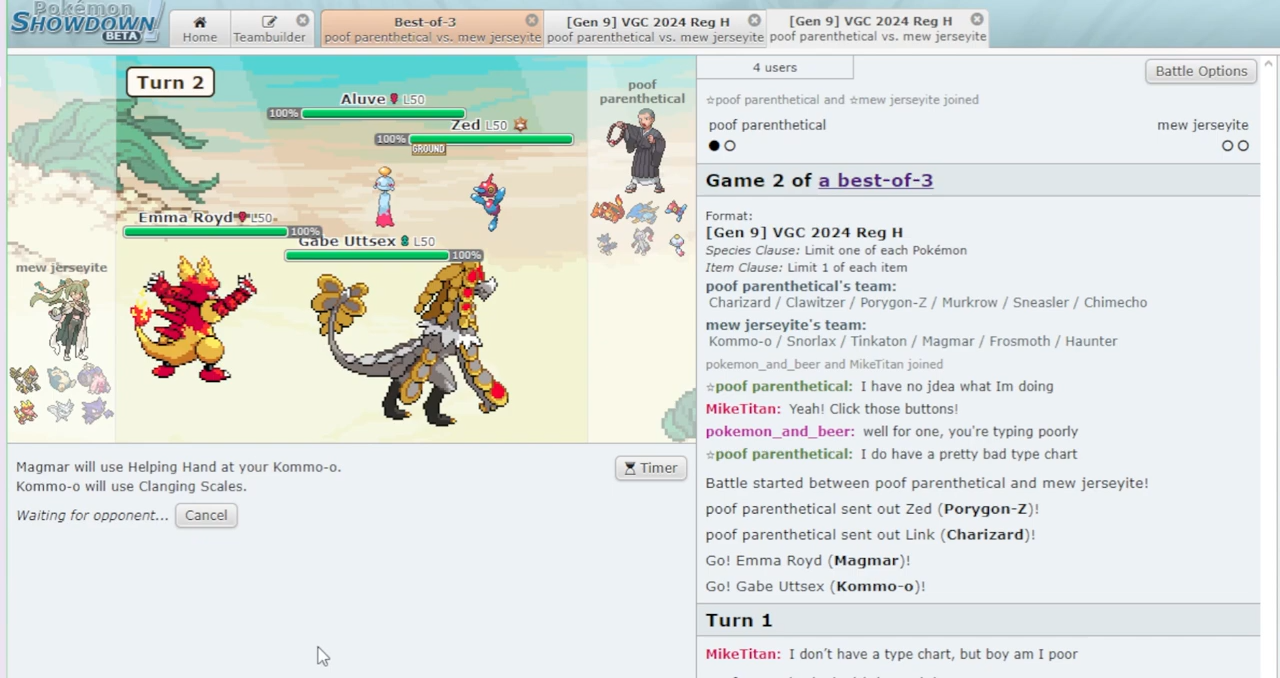 Pokémon
SHOWDOWN
BETA
Home
Teambuilder
Best-of-3
poof parenthetical vs. mew jerseyite
[Gen 9] VGC 2024 Reg H
poof parenthetical vs. mew jerseyite
[Gen 9] VGC 2024 Reg H
poof parenthetical vs. mew jerseyite
Turn 2
Aluve L50
100%
Zed L50
100%
GROUND
Emma Royd L50
100%
Gabe Uttsex L50
100%
poof
parenthetical
mew jerseyite
Magmar will use Helping Hand at your Kommo-o.
Kommo-o will use Clanging Scales.
Waiting for opponent... Cancel
Timer
4 users
Battle Options
☆poof parenthetical and ☆mew jerseyite joined
poof parenthetical
mew jerseyite
Game 2 of a best-of-3
Format:
[Gen 9] VGC 2024 Reg H
Species Clause: Limit one of each Pokémon
Item Clause: Limit 1 of each item
poof parenthetical's team:
Charizard / Clawitzer / Porygon-Z / Murkrow / Sneasler / Chimecho
mew jerseyite's team:
Kommo-o / Snorlax / Tinkaton / Magmar / Frosmoth / Haunter
pokemon_and_beer and MikeTitan joined
☆poof parenthetical: I have no jdea what Im doing
MikeTitan: Yeah! Click those buttons!
pokemon_and_beer: well for one, you're typing poorly
☆poof parenthetical: I do have a pretty bad type chart
Battle started between poof parenthetical and mew jerseyite!
poof parenthetical sent out Zed (Porygon-Z)!
poof parenthetical sent out Link (Charizard)!
Go! Emma Royd (Magmar)!
Go! Gabe Uttsex (Kommo-o)!
Turn 1
MikeTitan: I don't have a type chart, but boy am I poor